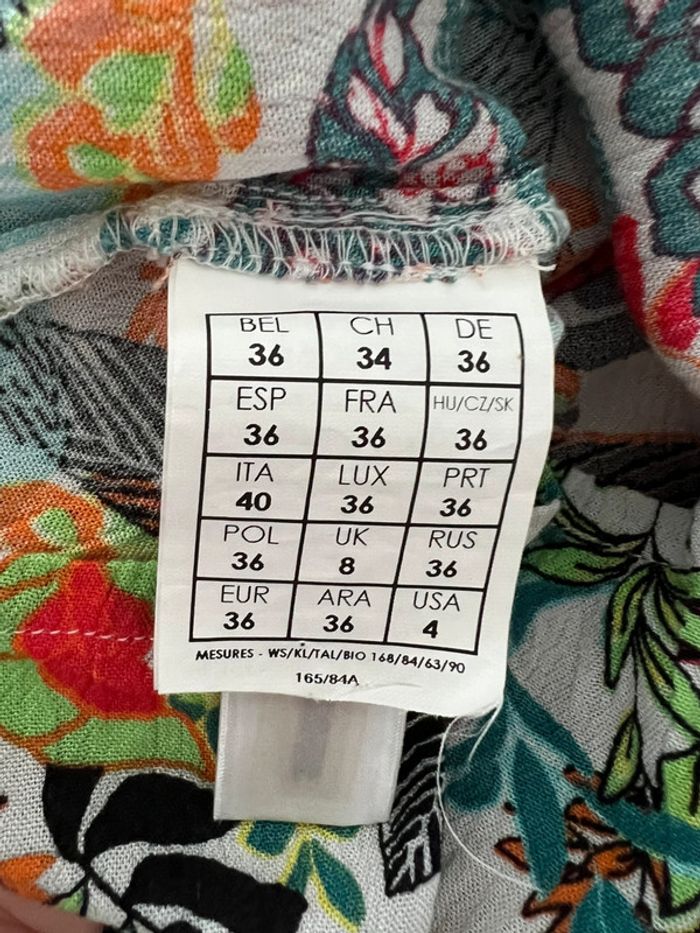 BEL CH DE
36 34 36
ESP FRA HU/CZ/SK
36 36 36
ITA LUX PRT
40 36 36
POL UK RUS
36 8 36
EUR ARA USA
36 36 4
MESURES - WS/KL/TAL/BIO 168/84/63/90
165/84A